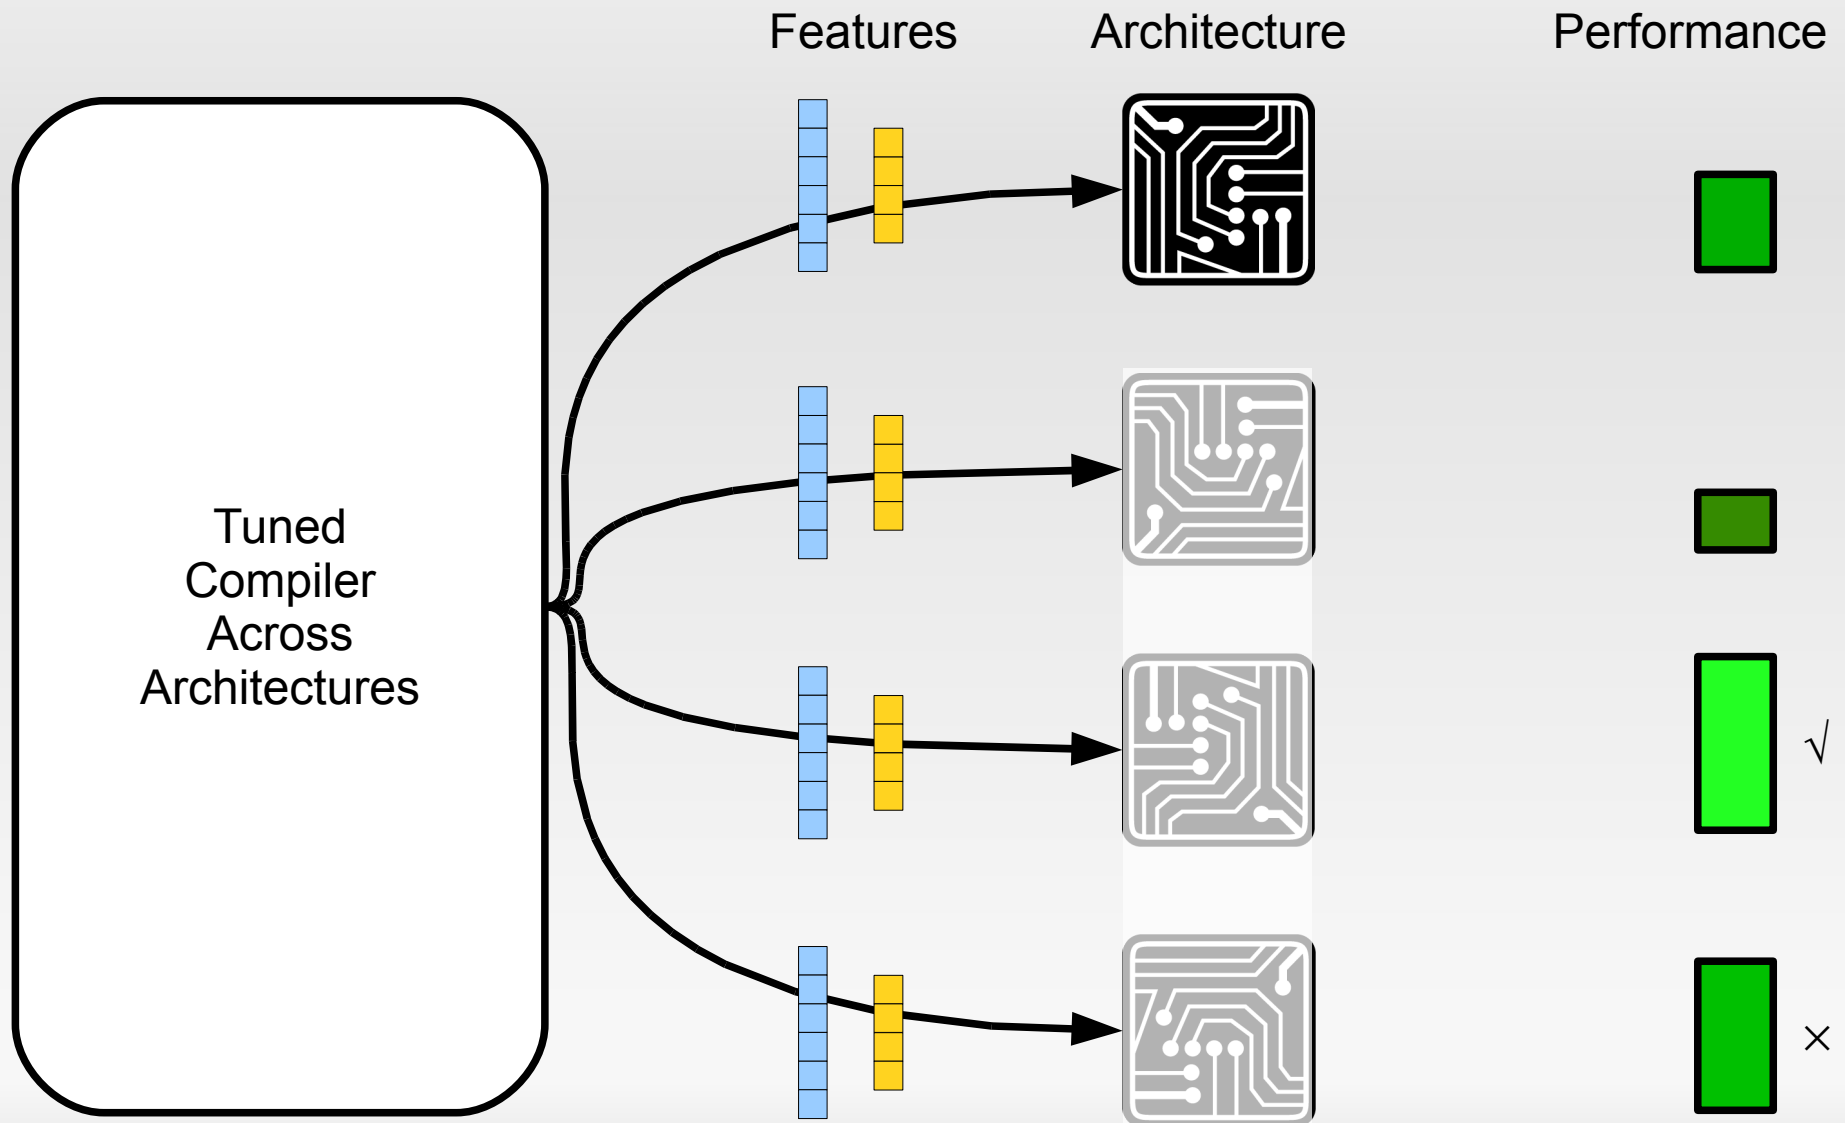 Features Architecture Performance
Tuned
Compiler
Across
Architectures
√
×